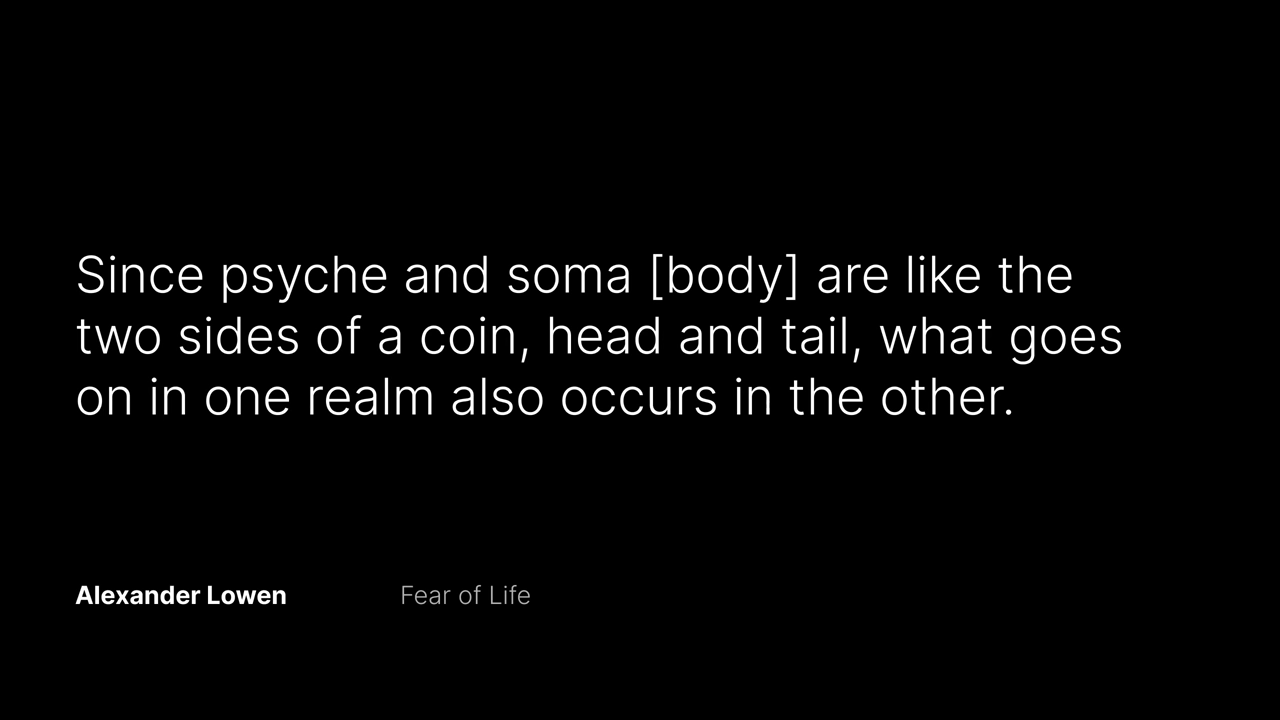 Since psyche and soma [body] are like the
two sides of a coin, head and tail, what goes
on in one realm also occurs in the other.
Alexander Lowen Fear of Life